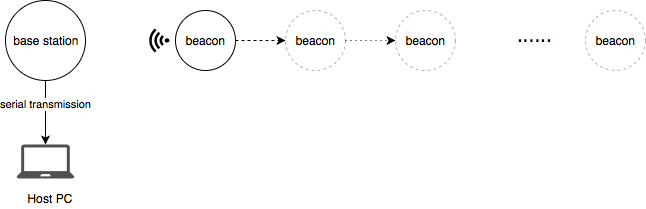 base station
beacon
beacon
beacon
......
beacon
serial transmission
Host PC